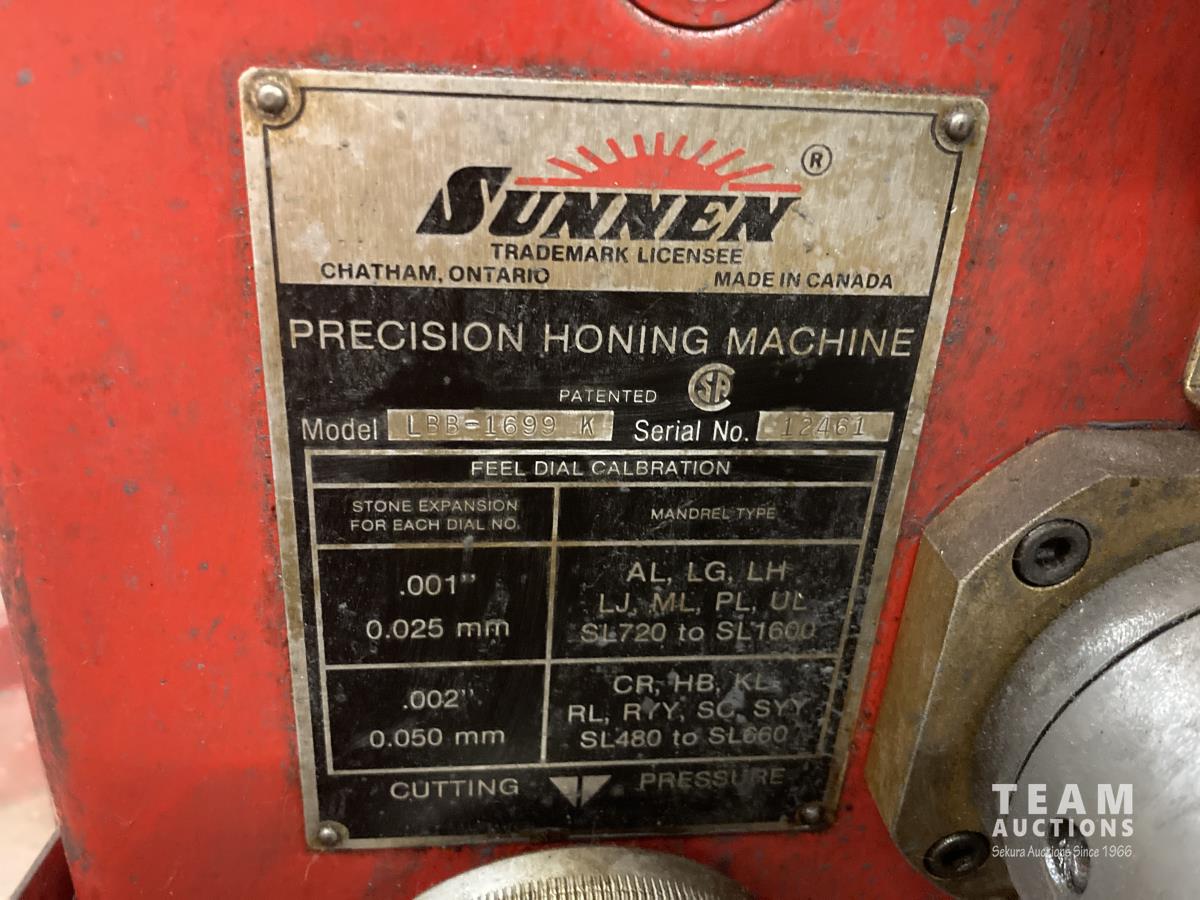 SUNNEN ®
TRADEMARK LICENSEE
CHATHAM, ONTARIO MADE IN CANADA
PRECISION HONING MACHINE
PATENTED
Model LBB-1699 K Serial No. 12461
FEEL DIAL CALBRATION
STONE EXPANSION
FOR EACH DIAL NO.
MANDREL TYPE
.001"
0.025 mm
AL, LG, LH
LJ, ML, PL, UL
SL720 to SL1600
.002"
0.050 mm
CR, HB, KL,
RL, RYY, SC, SYY
SL480 to SL660
CUTTING PRESSURE
TEAM
AUCTIONS
Sekura Auctions Since 1966